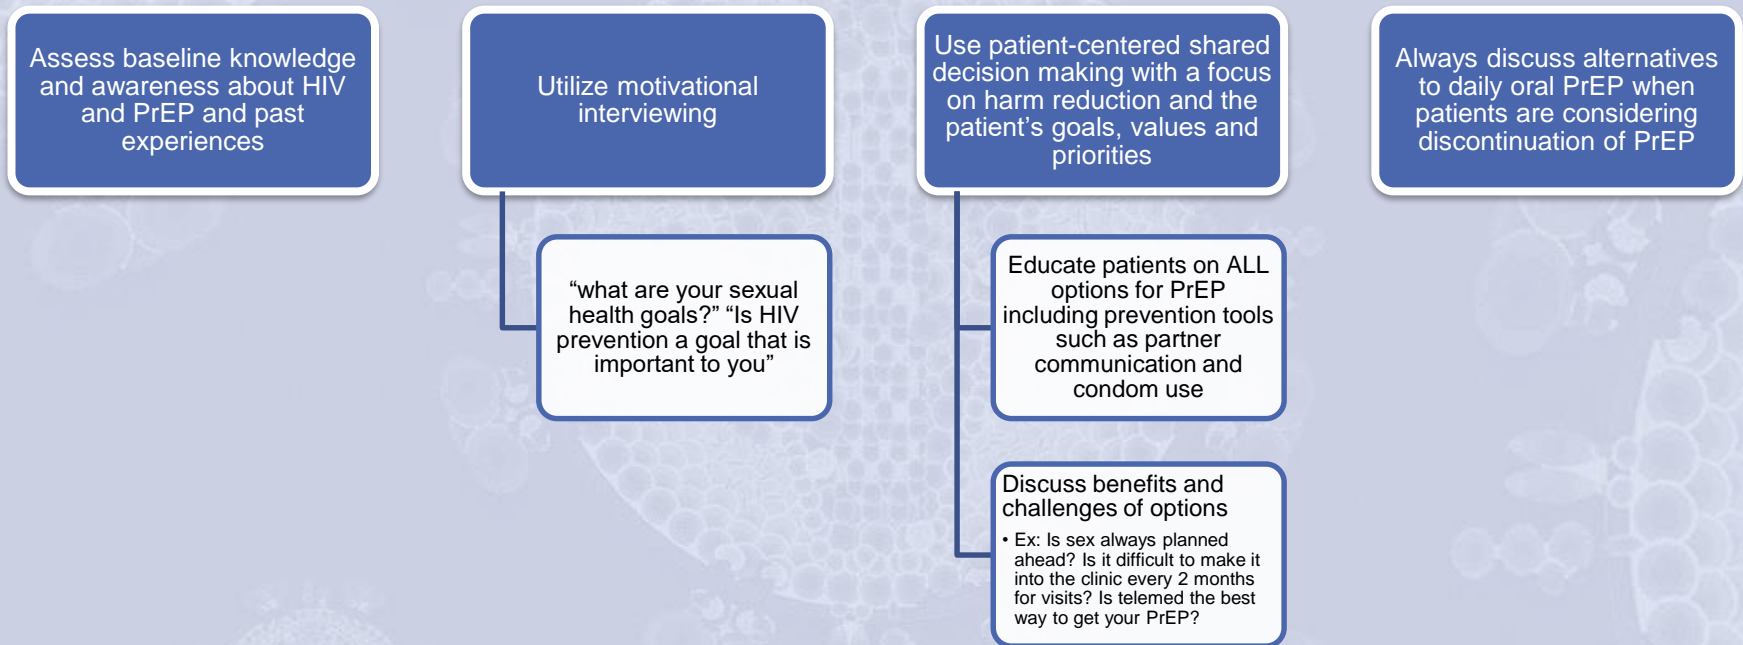 Assess baseline knowledge
and awareness about HIV
and PrEP and past
experiences
Utilize motivational
interviewing
“what are your sexual
health goals?” “Is HIV
prevention a goal that is
important to you”
Use patient-centered shared
decision making with a focus
on harm reduction and the
patient’s goals, values and
priorities
Educate patients on ALL
options for PrEP
including prevention tools
such as partner
communication and
condom use
Discuss benefits and
challenges of options
• Ex: Is sex always planned
ahead? Is it difficult to make it
into the clinic every 2 months
for visits? Is telemed the best
way to get your PrEP?
Always discuss alternatives
to daily oral PrEP when
patients are considering
discontinuation of PrEP